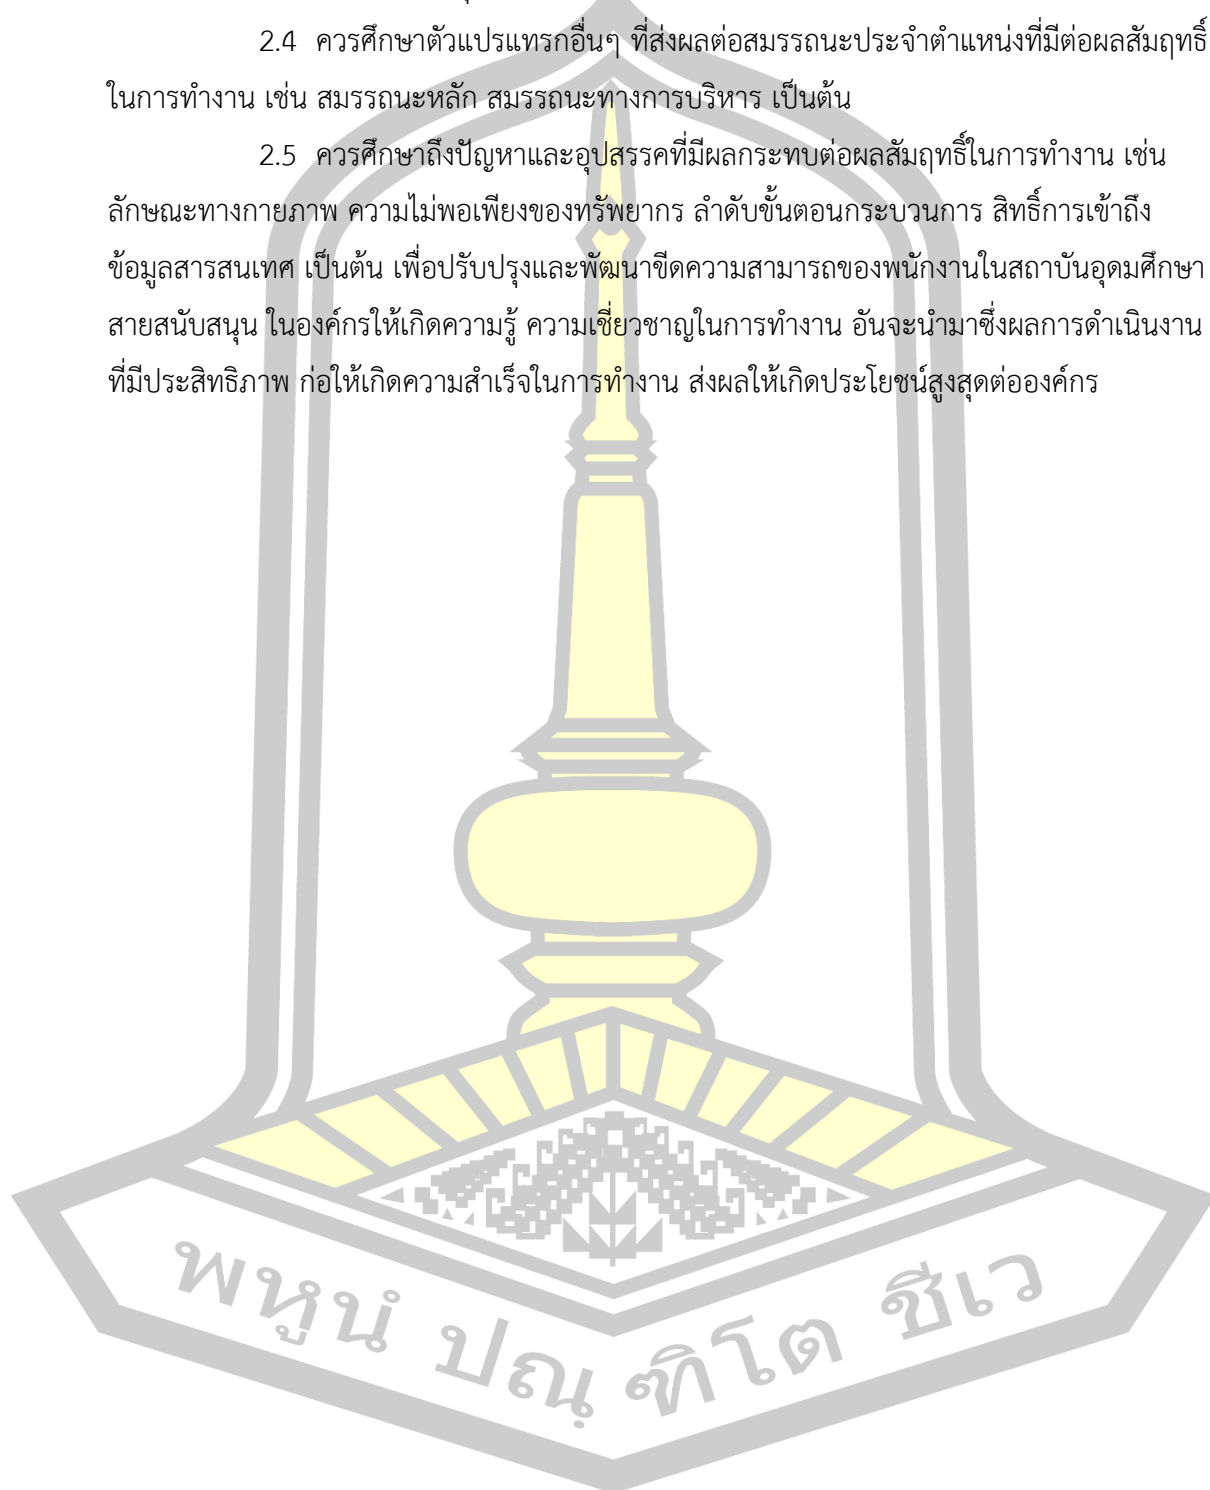 2.4 ควรศึกษาตัวแปรแทรกอื่นๆ ที่ส่งผลต่อสมรรถนะประจำตำแหน่งที่มีต่อผลสัมฤทธิ์
ในการทำงาน เช่น สมรรถนะหลัก สมรรถนะทางการบริหาร เป็นต้น
2.5 ควรศึกษาถึงปัญหาและอุปสรรคที่มีผลกระทบต่อผลสัมฤทธิ์ในการทำงาน เช่น
ลักษณะทางกายภาพ ความไม่พอเพียงของทรัพยากร ลำดับขั้นตอนกระบวนการ สิทธิ์การเข้าถึง
ข้อมูลสารสนเทศ เป็นต้น เพื่อปรับปรุงและพัฒนาขีดความสามารถของพนักงานในสถาบันอุดมศึกษา
สายสนับสนุน ในองค์กรให้เกิดความรู้ ความเชี่ยวชาญในการทำงาน อันจะนำมาซึ่งผลการดำเนินงาน
ที่มีประสิทธิภาพ ก่อให้เกิดความสำเร็จในการทำงาน ส่งผลให้เกิดประโยชน์สูงสุดต่อองค์กร
พหูนํ ปณฺฑิโต ชีเว